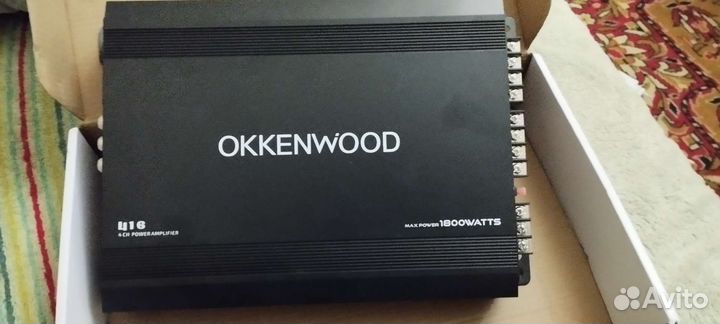 OKKENWOOD
416
4-CH POWER AMPLIFIER
MAX POWER 1800WATTS
Avito